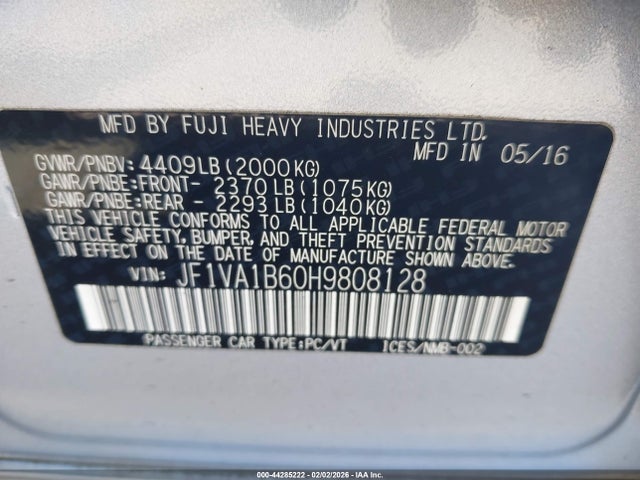 MFD BY FUJI HEAVY INDUSTRIES LTD.
MFD IN 05/16
GVWR/PNBV: 4409LB(2000KG)
GAWR/PNBE:FRONT- 2370LB(1075KG)
GAWR/PNBE:REAR - 2293LB(1040KG)
THIS VEHICLE CONFORMS TO ALL APPLICABLE FEDERAL MOTOR
VEHICLE SAFETY, BUMPER, AND THEFT PREVENTION STANDARDS
IN EFFECT ON THE DATE OF MANUFACTURE SHOWN ABOVE.
VIN: JF1VA1B60H9808128
PASSENGER CAR TYPE:PC/VT ICES/NMB-002
000-44285222 - 02/02/2026 - IAA Inc.